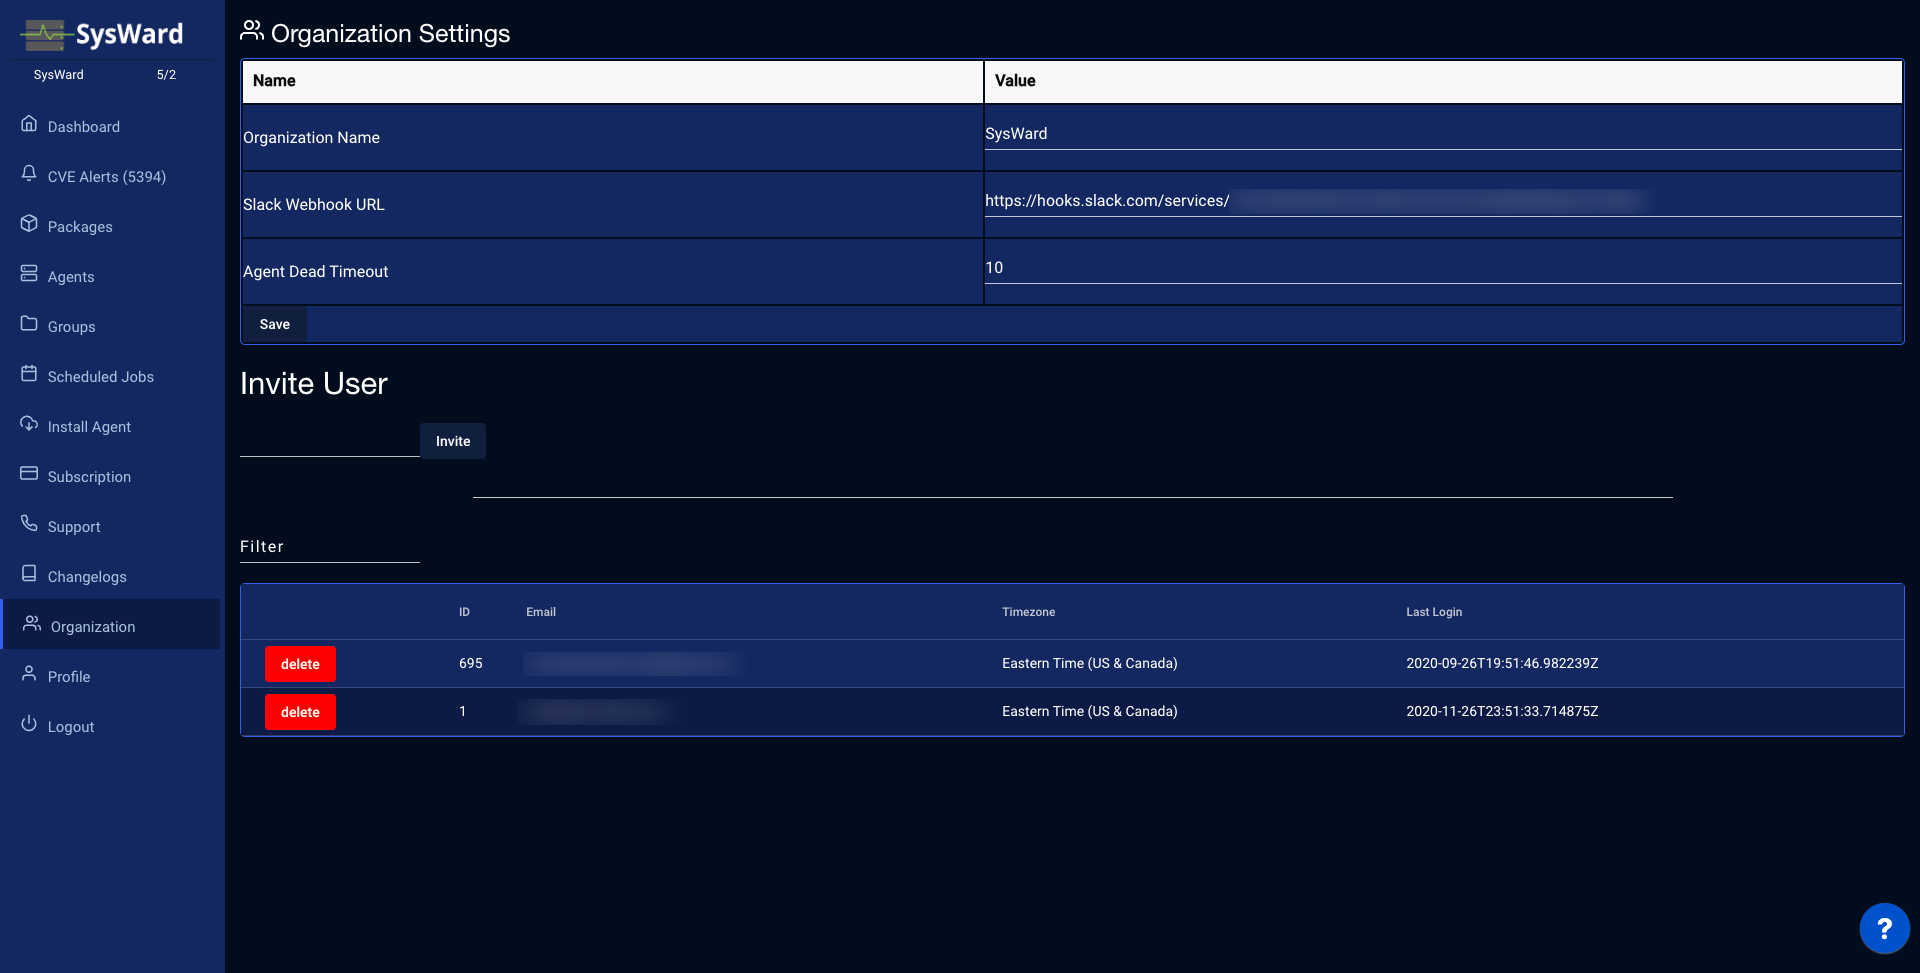 SysWard
SysWard 5/2
Dashboard
CVE Alerts (5394)
Packages
Agents
Groups
Scheduled Jobs
Install Agent
Subscription
Support
Changelogs
Organization
Profile
Logout
Organization Settings
Name Value
Organization Name SysWard
Slack Webhook URL https://hooks.slack.com/services/
Agent Dead Timeout 10
Save
Invite User
Invite
Filter
ID Email Timezone Last Login
delete 695 Eastern Time (US & Canada) 2020-09-26T19:51:46.982239Z
delete 1 Eastern Time (US & Canada) 2020-11-26T23:51:33.714875Z
?